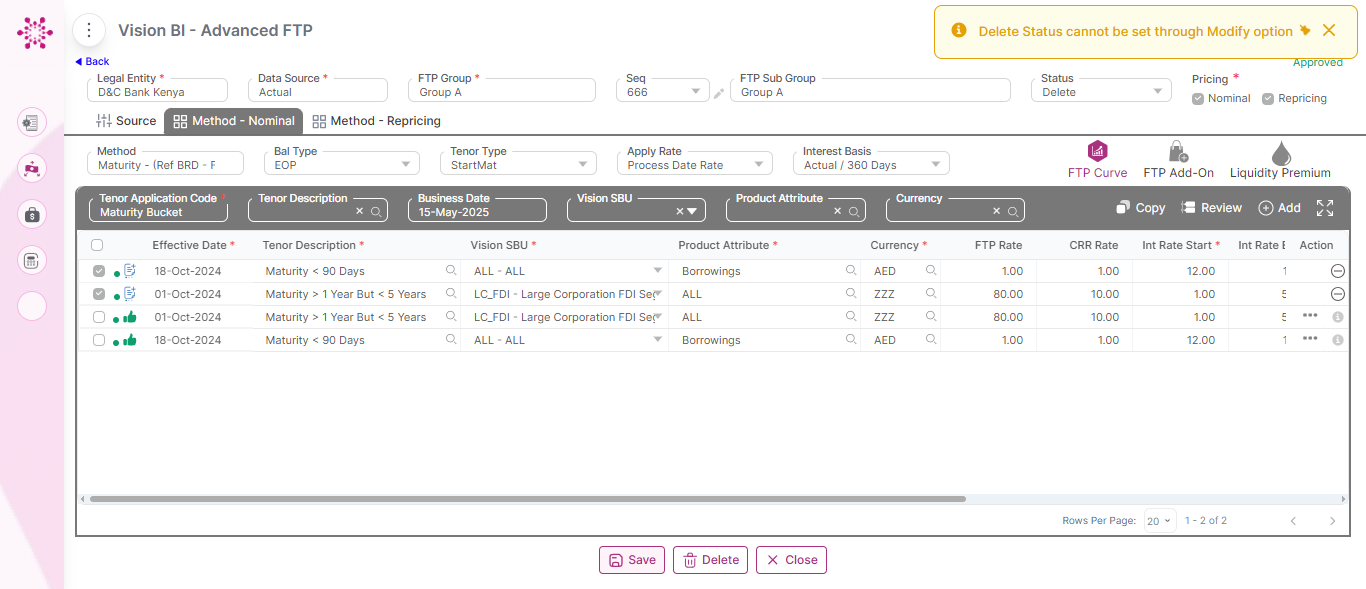 Vision BI - Advanced FTP
Delete Status cannot be set through Modify option
Back
Approved
Legal Entity *
D&C Bank Kenya
Data Source *
Actual
FTP Group *
Group A
Seq
666
FTP Sub Group
Group A
Status
Delete
Pricing *
Nominal
Repricing
Source
Method - Nominal
Method - Repricing
Method
Maturity - (Ref BRD - F
Bal Type
EOP
Tenor Type
StartMat
Apply Rate
Process Date Rate
Interest Basis
Actual / 360 Days
FTP Curve
FTP Add-On
Liquidity Premium
Tenor Application Code *
Maturity Bucket
Tenor Description
Business Date
15-May-2025
Vision SBU
Product Attribute
Currency
Copy
Review
Add
Effective Date * Tenor Description * Vision SBU * Product Attribute * Currency * FTP Rate CRR Rate Int Rate Start * Int Rate E Action
18-Oct-2024 Maturity < 90 Days ALL - ALL Borrowings AED 1.00 1.00 12.00 1
01-Oct-2024 Maturity > 1 Year But < 5 Years LC_FDI - Large Corporation FDI Seg ALL ZZZ 80.00 10.00 1.00 5
01-Oct-2024 Maturity > 1 Year But < 5 Years LC_FDI - Large Corporation FDI Seg ALL ZZZ 80.00 10.00 1.00 5
18-Oct-2024 Maturity < 90 Days ALL - ALL Borrowings AED 1.00 1.00 12.00 1
Rows Per Page: 20 1 - 2 of 2
Save
Delete
Close